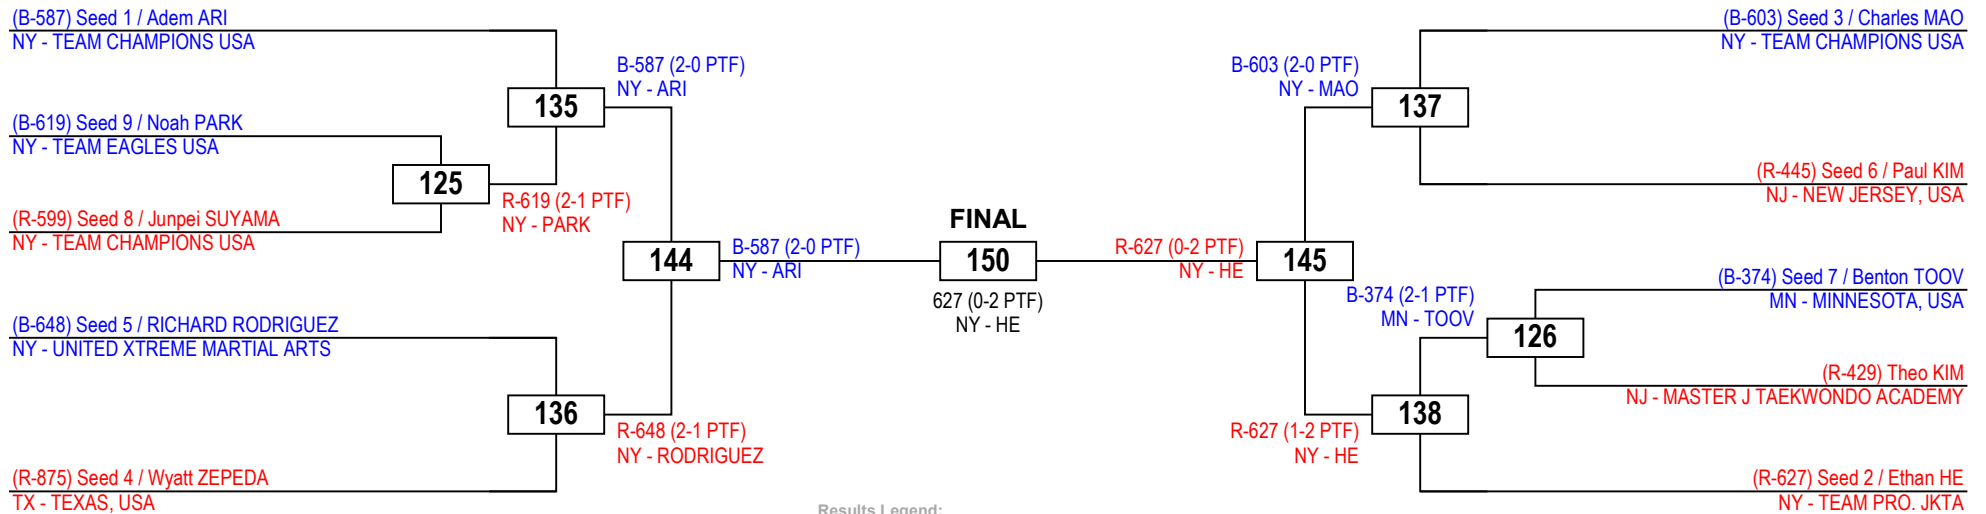 (B-587) Seed 1 / Adem ARI
NY - TEAM CHAMPIONS USA
(B-619) Seed 9 / Noah PARK
NY - TEAM EAGLES USA
(R-599) Seed 8 / Junpei SUYAMA
NY - TEAM CHAMPIONS USA
(B-648) Seed 5 / RICHARD RODRIGUEZ
NY - UNITED XTREME MARTIAL ARTS
(R-875) Seed 4 / Wyatt ZEPEDA
TX - TEXAS, USA
125
R-619 (2-1 PTF)
NY - PARK
135
B-587 (2-0 PTF)
NY - ARI
136
R-648 (2-1 PTF)
NY - RODRIGUEZ
144
B-587 (2-0 PTF)
NY - ARI
FINAL
150
627 (0-2 PTF)
NY - HE
R-627 (0-2 PTF)
NY - HE
145
B-603 (2-0 PTF)
NY - MAO
137
B-374 (2-1 PTF)
MN - TOOV
126
R-627 (1-2 PTF)
NY - HE
138
(B-603) Seed 3 / Charles MAO
NY - TEAM CHAMPIONS USA
(R-445) Seed 6 / Paul KIM
NJ - NEW JERSEY, USA
(B-374) Seed 7 / Benton TOOV
MN - MINNESOTA, USA
(R-429) Theo KIM
NJ - MASTER J TAEKWONDO ACADEMY
(R-627) Seed 2 / Ethan HE
NY - TEAM PRO. JKTA
Results Legend: